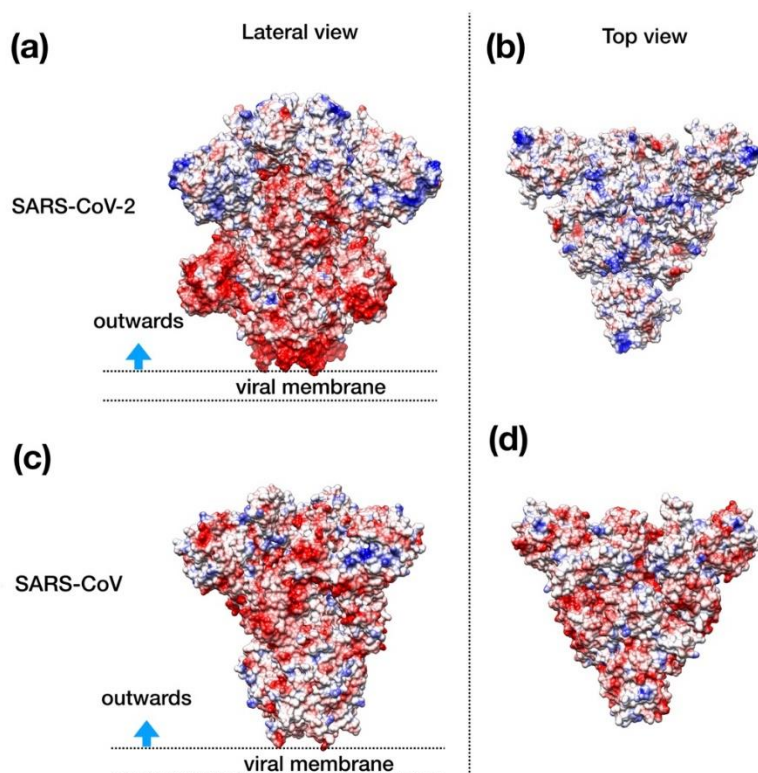 Lateral view
Top view
(a)
(b)
SARS-CoV-2
outwards
viral membrane
(c)
(d)
SARS-CoV
outwards
viral membrane